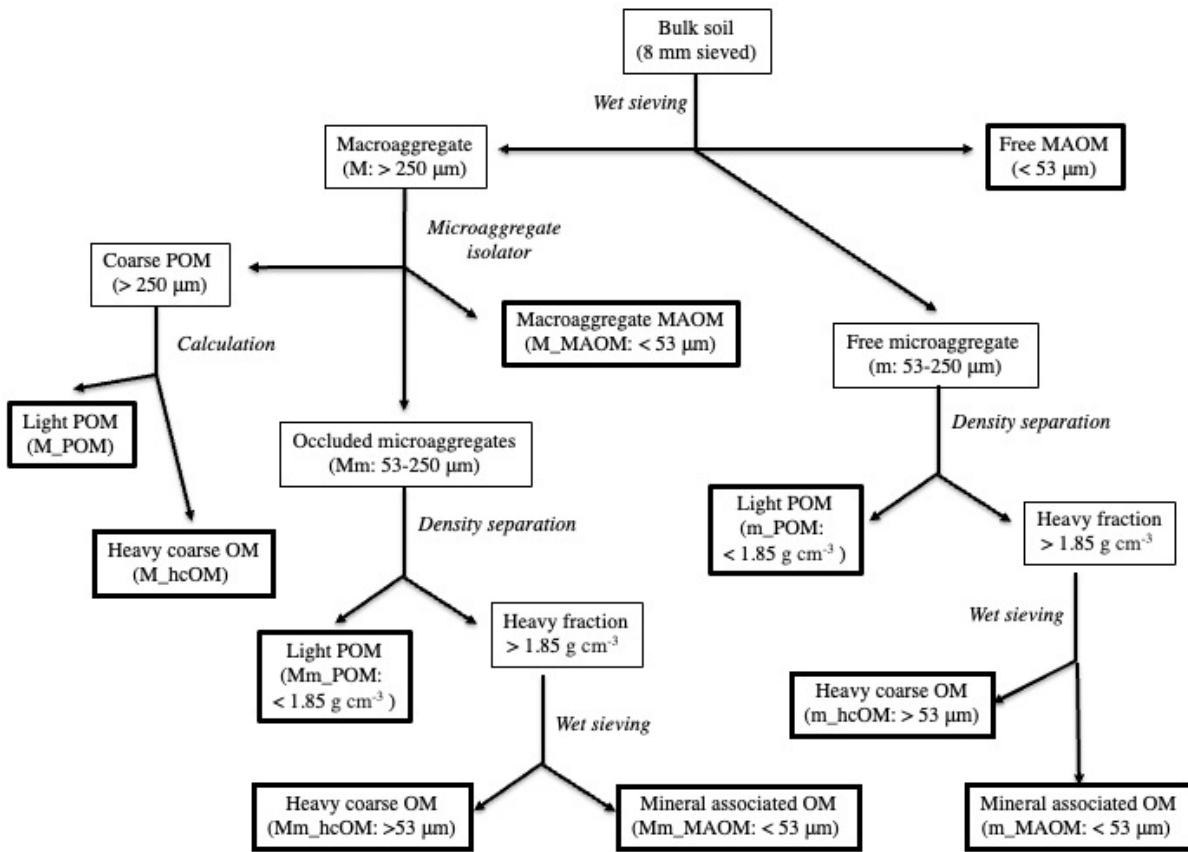 Bulk soil
(8 mm sieved)
Wet sieving
Macroaggregate
(M: > 250 µm)
Free MAOM
(< 53 µm)
Microaggregate
isolator
Coarse POM
(> 250 µm)
Macroaggregate MAOM
(M_MAOM: < 53 µm)
Free microaggregate
(m: 53-250 µm)
Calculation
Light POM
(M_POM)
Occluded microaggregates
(Mm: 53-250 µm)
Density separation
Light POM
(m_POM:
< 1.85 g cm⁻³ )
Heavy fraction
> 1.85 g cm⁻³
Heavy coarse OM
(M_hcOM)
Density separation
Light POM
(Mm_POM:
< 1.85 g cm⁻³ )
Heavy fraction
> 1.85 g cm⁻³
Wet sieving
Heavy coarse OM
(m_hcOM: > 53 µm)
Wet sieving
Heavy coarse OM
(Mm_hcOM: >53 µm)
Mineral associated OM
(Mm_MAOM: < 53 µm)
Mineral associated OM
(m_MAOM: < 53 µm)